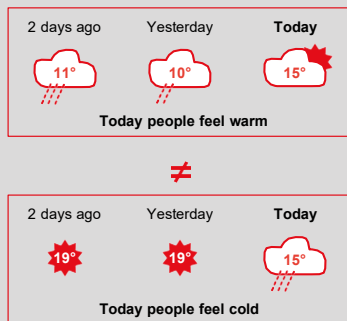 2 days ago Yesterday Today
11° 10° 15°
Today people feel warm
≠
2 days ago Yesterday Today
19° 19° 15°
Today people feel cold